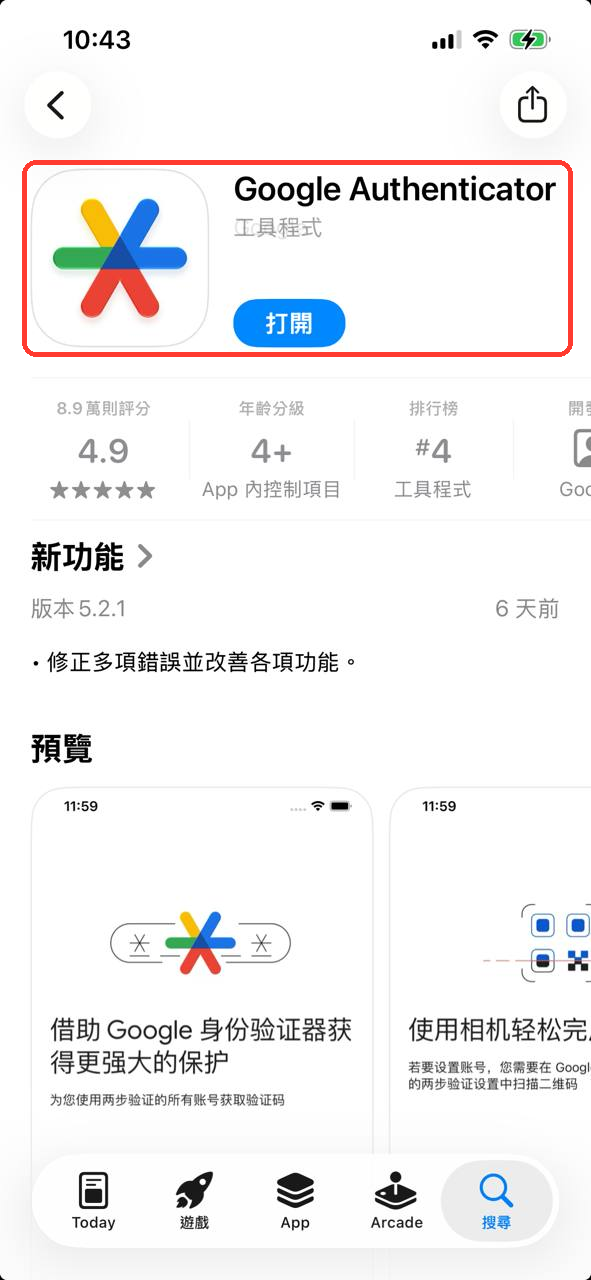 10:43
Google Authenticator
工具程式
打開
8.9萬則評分
4.9
★★★★★
年齡分級
4+
App 內控制項目
排行榜
#4
工具程式
新功能
版本 5.2.1
6 天前
• 修正多項錯誤並改善各項功能。
預覽
11:59
借助 Google 身份验证器获
得更强大的保护
为您使用两步验证的所有账号获取验证码
11:59
使用相机轻松完
若要设置账号，您需要在 Googl
的两步验证设置中扫描二维码
Today
遊戲
App
Arcade
搜尋